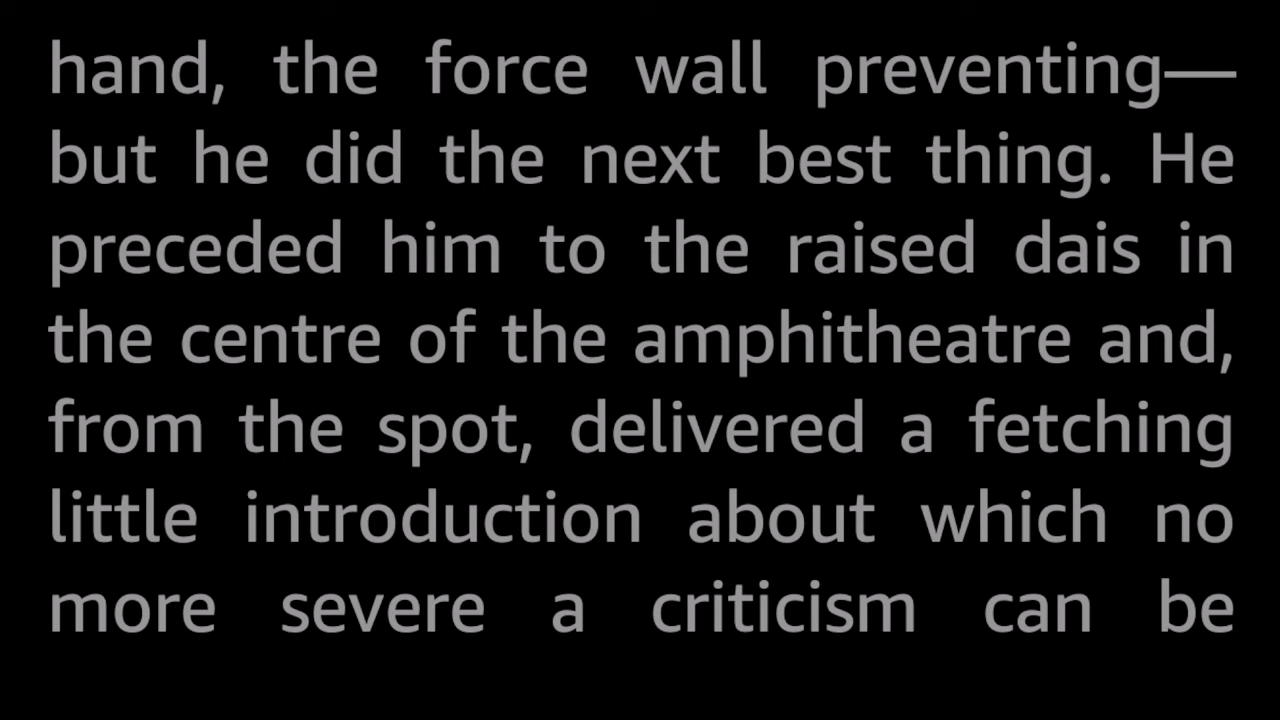 hand, the force wall preventing—
but he did the next best thing. He
preceded him to the raised dais in
the centre of the amphitheatre and,
from the spot, delivered a fetching
little introduction about which no
more severe a criticism can be